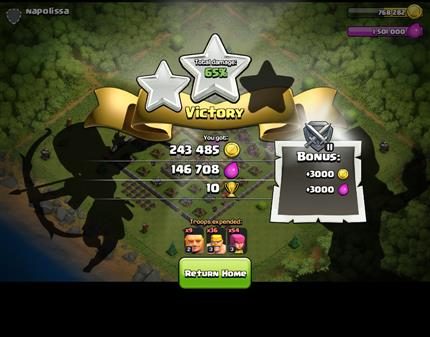 Napolissa
768 282
1 501 000
Total damage:
65%
Victory
You got:
243 485
146 708
10
II
Bonus:
+3000
+3000
Troops expended:
x9 x36 x54
2 3 3
Return Home